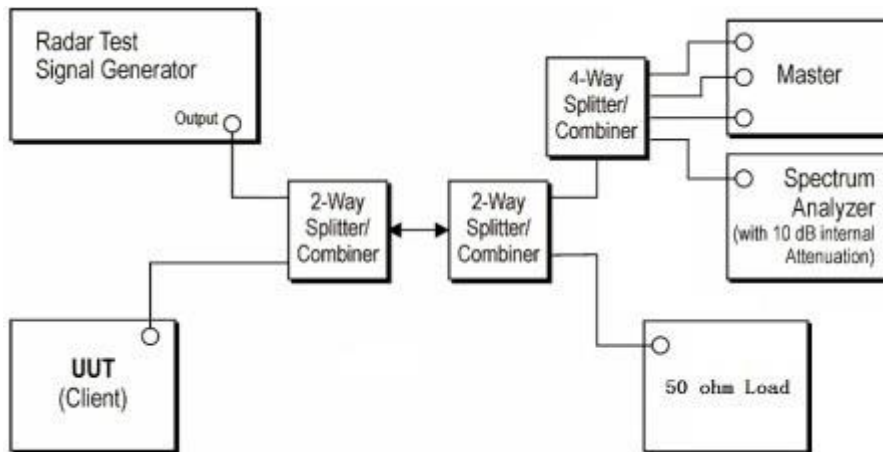 Radar Test
Signal Generator
Output
4-Way
Splitter/
Combiner
Master
2-Way
Splitter/
Combiner
2-Way
Splitter/
Combiner
Spectrum
Analyzer
(with 10 dB internal
Attenuation)
UUT
(Client)
50 ohm Load